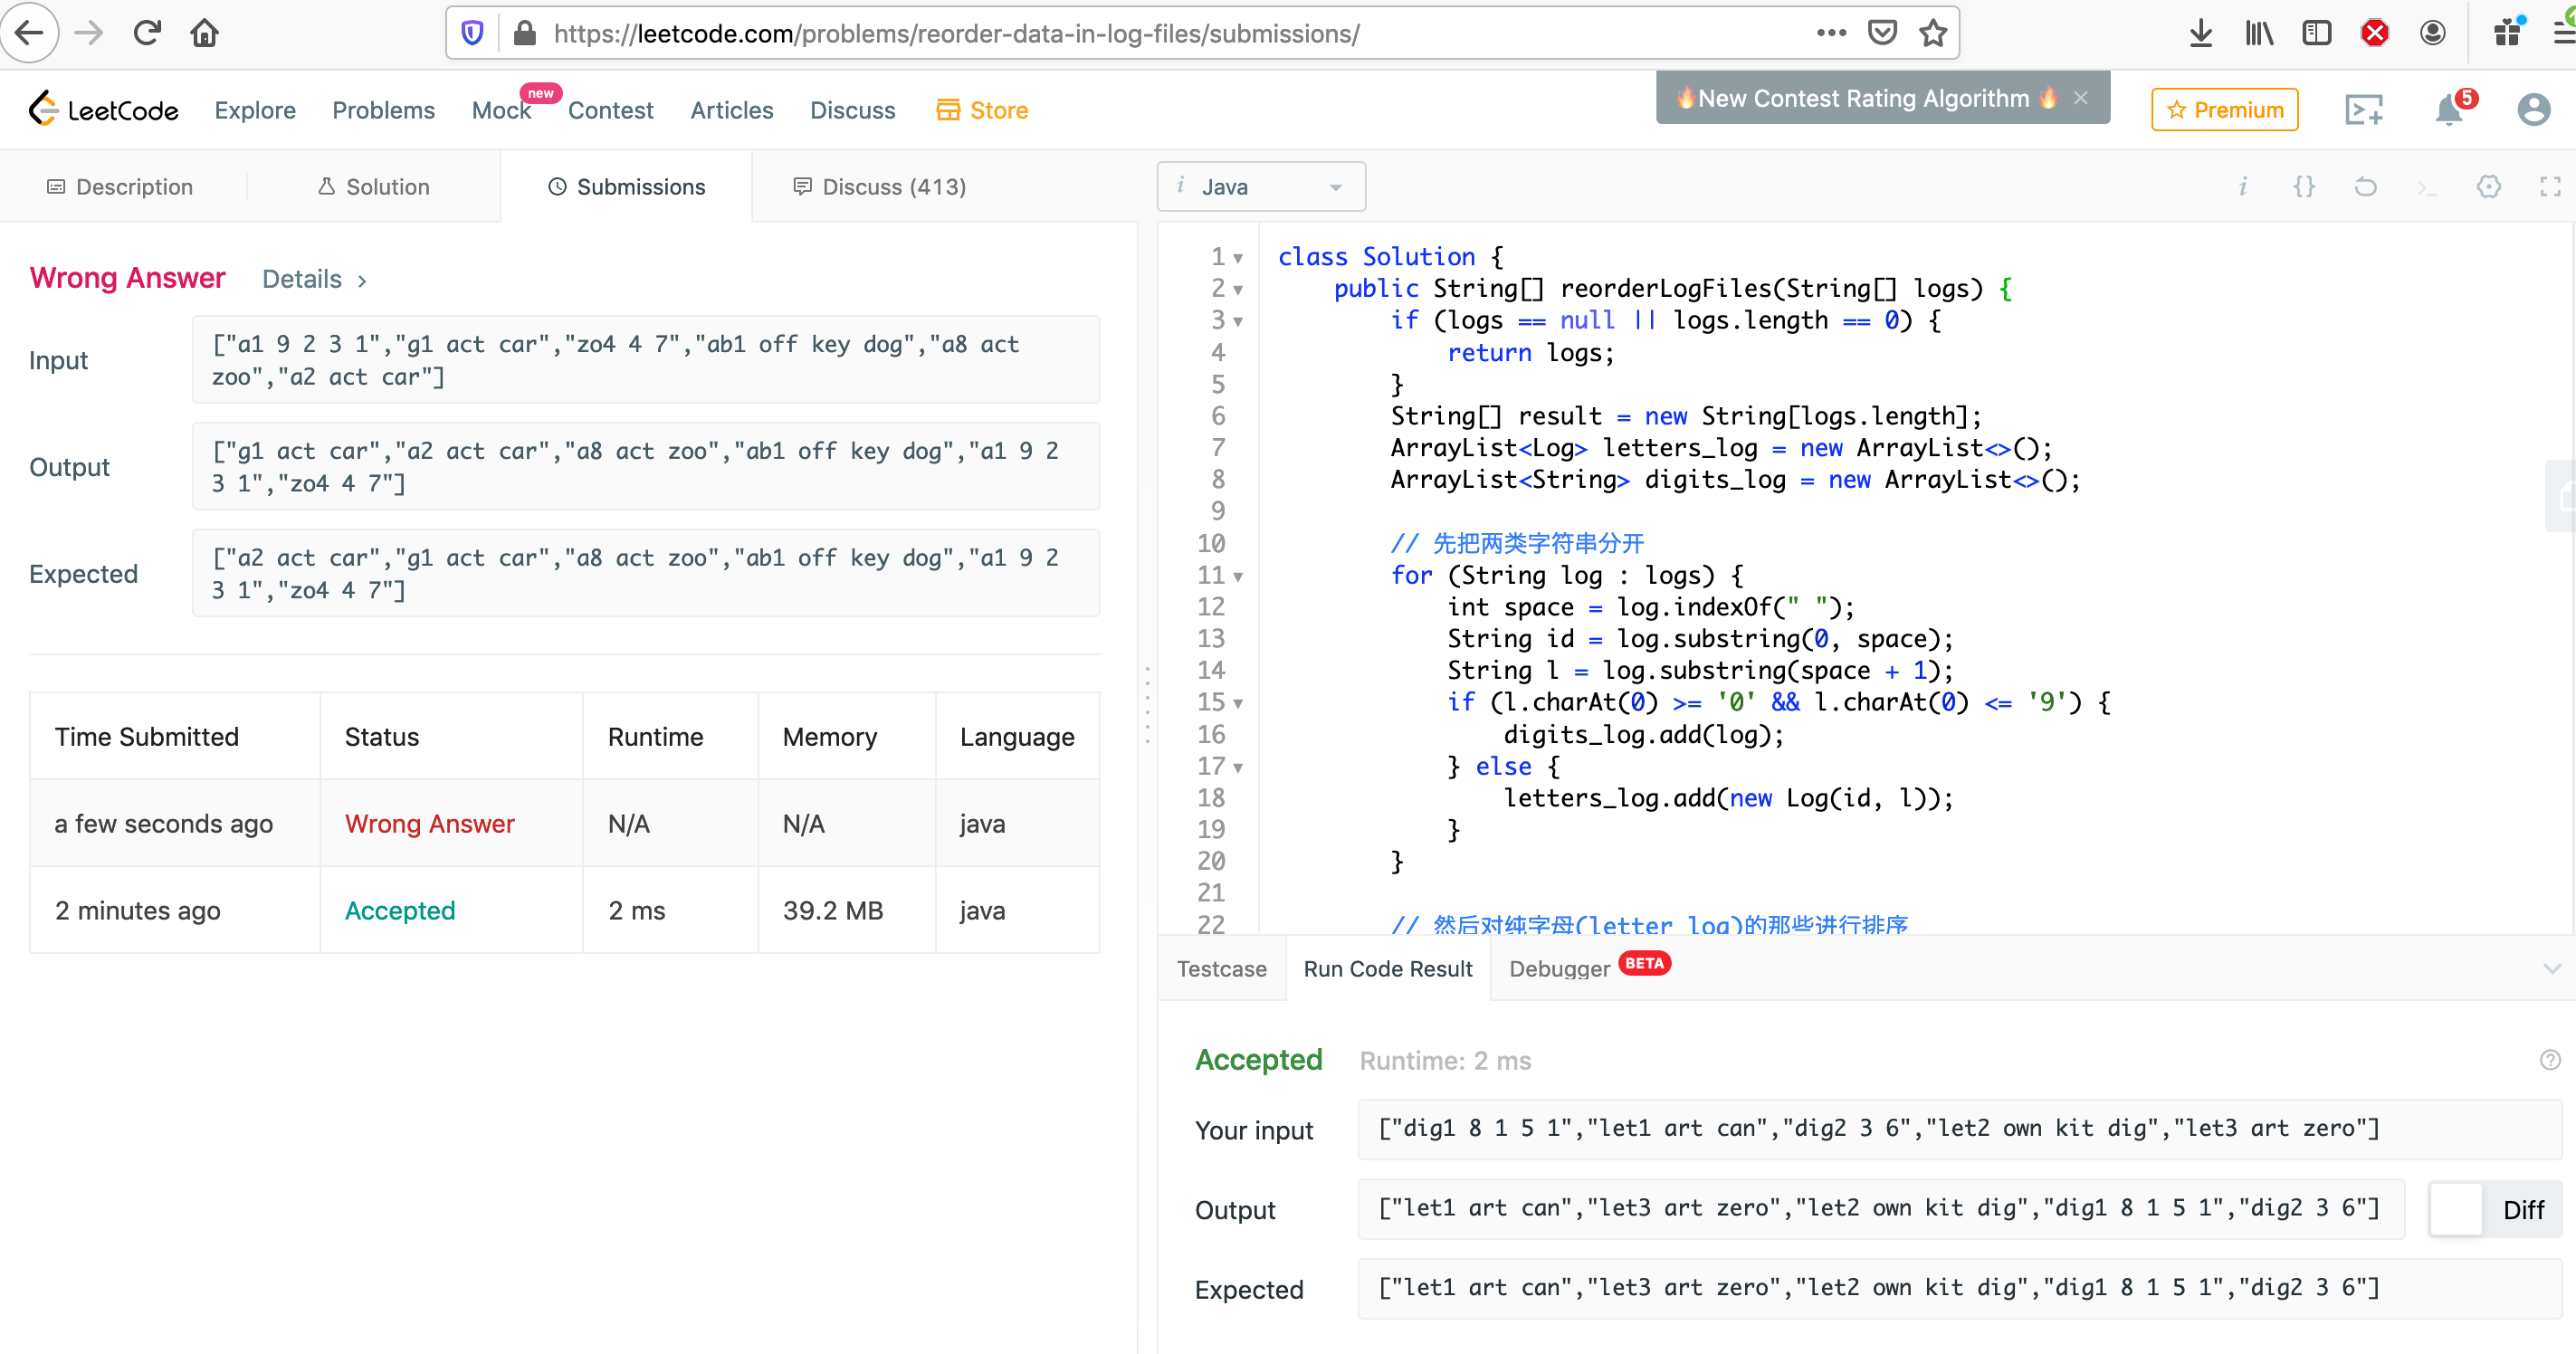 https://leetcode.com/problems/reorder-data-in-log-files/submissions/
LeetCode
Explore
Problems
Mock
new
Contest
Articles
Discuss
Store
🔥New Contest Rating Algorithm 🔥
Premium
5
Description
Solution
Submissions
Discuss (413)
i Java
Wrong Answer
Details >
Input
["a1 9 2 3 1","g1 act car","zo4 4 7","ab1 off key dog","a8 act
zoo","a2 act car"]
Output
["g1 act car","a2 act car","a8 act zoo","ab1 off key dog","a1 9 2
3 1","zo4 4 7"]
Expected
["a2 act car","g1 act car","a8 act zoo","ab1 off key dog","a1 9 2
3 1","zo4 4 7"]
Time Submitted Status Runtime Memory Language
a few seconds ago Wrong Answer N/A N/A java
2 minutes ago Accepted 2 ms 39.2 MB java
1 class Solution {
2 public String[] reorderLogFiles(String[] logs) {
3 if (logs == null || logs.length == 0) {
4 return logs;
5 }
6 String[] result = new String[logs.length];
7 ArrayList<Log> letters_log = new ArrayList<>();
8 ArrayList<String> digits_log = new ArrayList<>();
9
10 // 先把两类字符串分开
11 for (String log : logs) {
12 int space = log.indexOf(" ");
13 String id = log.substring(0, space);
14 String l = log.substring(space + 1);
15 if (l.charAt(0) >= '0' && l.charAt(0) <= '9') {
16 digits_log.add(log);
17 } else {
18 letters_log.add(new Log(id, l));
19 }
20 }
21
22 // 然后对纯字母(letter log)的那些进行排序
Testcase
Run Code Result
Debugger
BETA
Accepted
Runtime: 2 ms
Your input
["dig1 8 1 5 1","let1 art can","dig2 3 6","let2 own kit dig","let3 art zero"]
Output
["let1 art can","let3 art zero","let2 own kit dig","dig1 8 1 5 1","dig2 3 6"]
Diff
Expected
["let1 art can","let3 art zero","let2 own kit dig","dig1 8 1 5 1","dig2 3 6"]